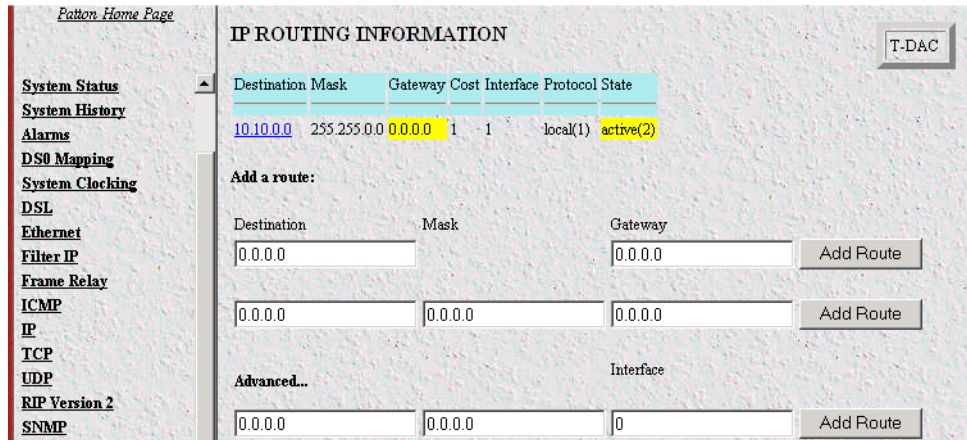 Patton Home Page
System Status
System History
Alarms
DS0 Mapping
System Clocking
DSL
Ethernet
Filter IP
Frame Relay
ICMP
IP
TCP
UDP
RIP Version 2
SNMP
IP ROUTING INFORMATION
T-DAC
Destination Mask Gateway Cost Interface Protocol State
10.10.0.0 255.255.0.0 0.0.0.0 1 1 local(1) active(2)
Add a route:
Destination Mask Gateway
0.0.0.0 0.0.0.0 Add Route
0.0.0.0 0.0.0.0 0.0.0.0 Add Route
Advanced... Interface
0.0.0.0 0.0.0.0 0 Add Route